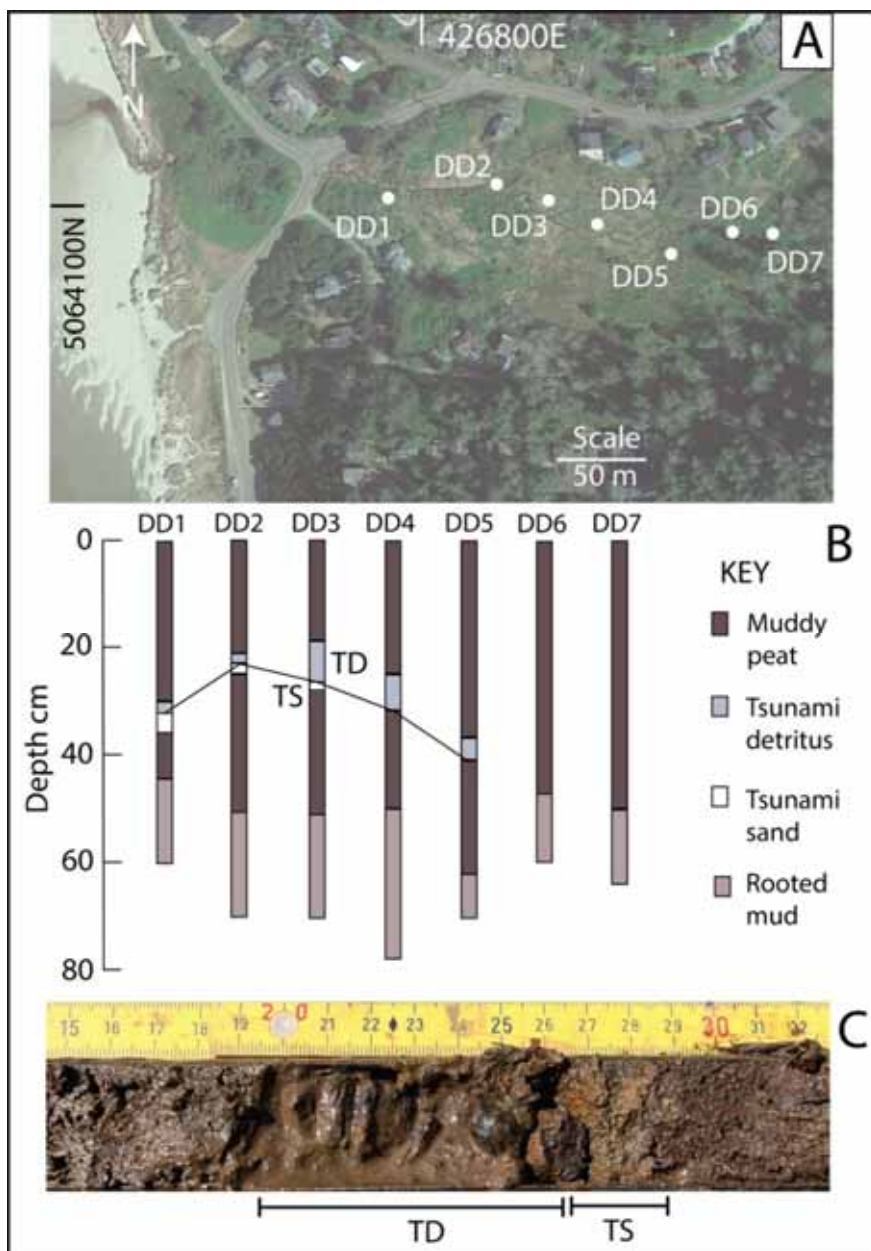 A
426800E
N
5064100N
DD1
DD2
DD3
DD4
DD5
DD6
DD7
Scale
50 m
B
DD1 DD2 DD3 DD4 DD5 DD6 DD7
0
20
40
60
80
Depth cm
TD
TS
KEY
Muddy
peat
Tsunami
detritus
Tsunami
sand
Rooted
mud
C
15 16 17 18 19 20 21 22 23 24 25 26 27 28 29 30 31 32
TD TS